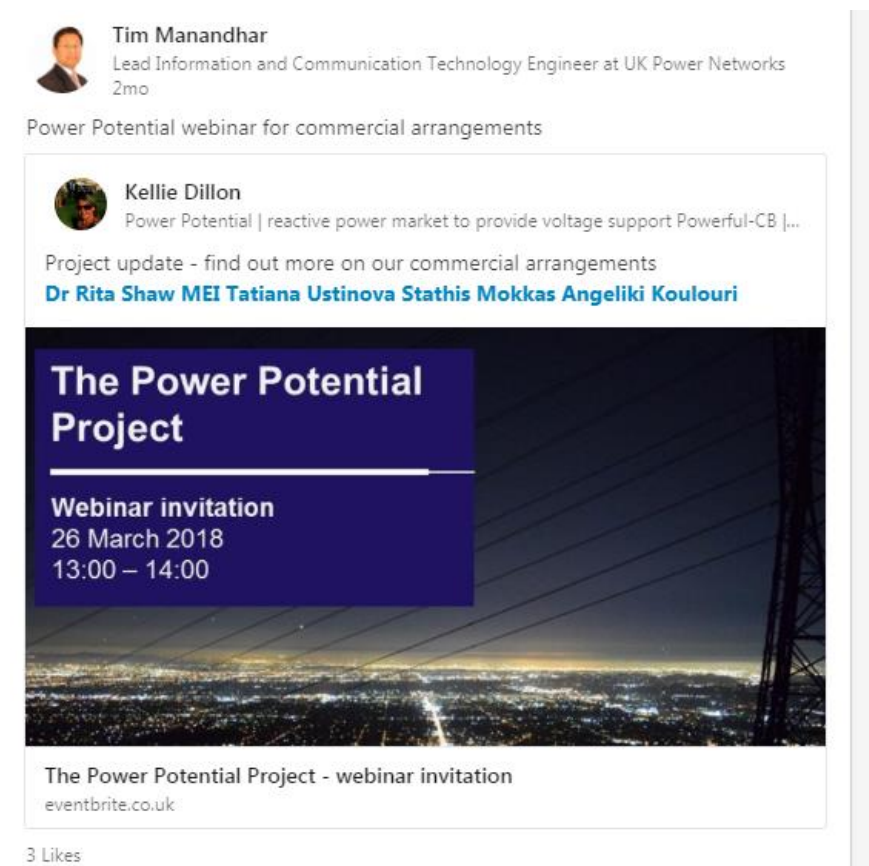 Tim Manandhar
Lead Information and Communication Technology Engineer at UK Power Networks
2mo
Power Potential webinar for commercial arrangements
Kellie Dillon
Power Potential | reactive power market to provide voltage support Powerful-CB |...
Project update - find out more on our commercial arrangements
Dr Rita Shaw MEI Tatiana Ustinova Stathis Mokkas Angeliki Koulouri
The Power Potential
Project
Webinar invitation
26 March 2018
13:00 – 14:00
The Power Potential Project - webinar invitation
eventbrite.co.uk
3 Likes